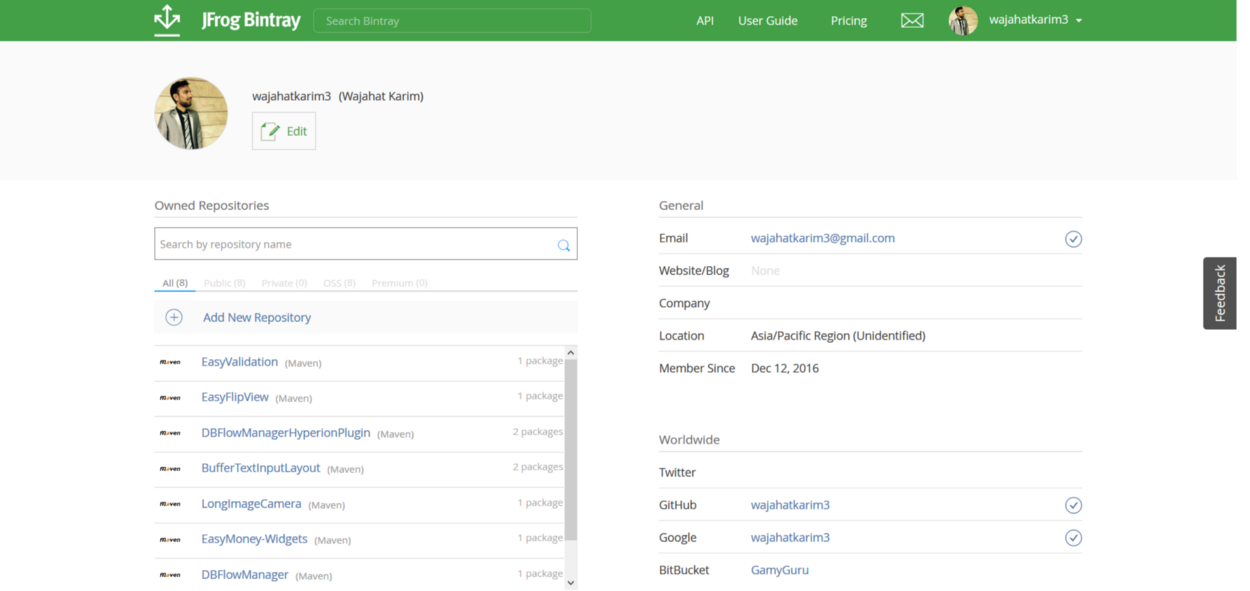 JFrog Bintray
Search Bintray
API
User Guide
Pricing
wajahatkarim3
wajahatkarim3 (Wajahat Karim)
Edit
Owned Repositories
Search by repository name
All (8) Public (8) Private (0) OSS (8) Premium (0)
Add New Repository
Maven EasyValidation (Maven) 1 package
Maven EasyFlipView (Maven) 1 package
Maven DBFlowManagerHyperionPlugin (Maven) 2 packages
Maven BufferTextInputLayout (Maven) 2 packages
Maven LongImageCamera (Maven) 1 package
Maven EasyMoney-Widgets (Maven) 1 package
Maven DBFlowManager (Maven) 1 package
General
Email wajahatkarim3@gmail.com
Website/Blog None
Company
Location Asia/Pacific Region (Unidentified)
Member Since Dec 12, 2016
Worldwide
Twitter
GitHub wajahatkarim3
Google wajahatkarim3
BitBucket GamyGuru
Feedback